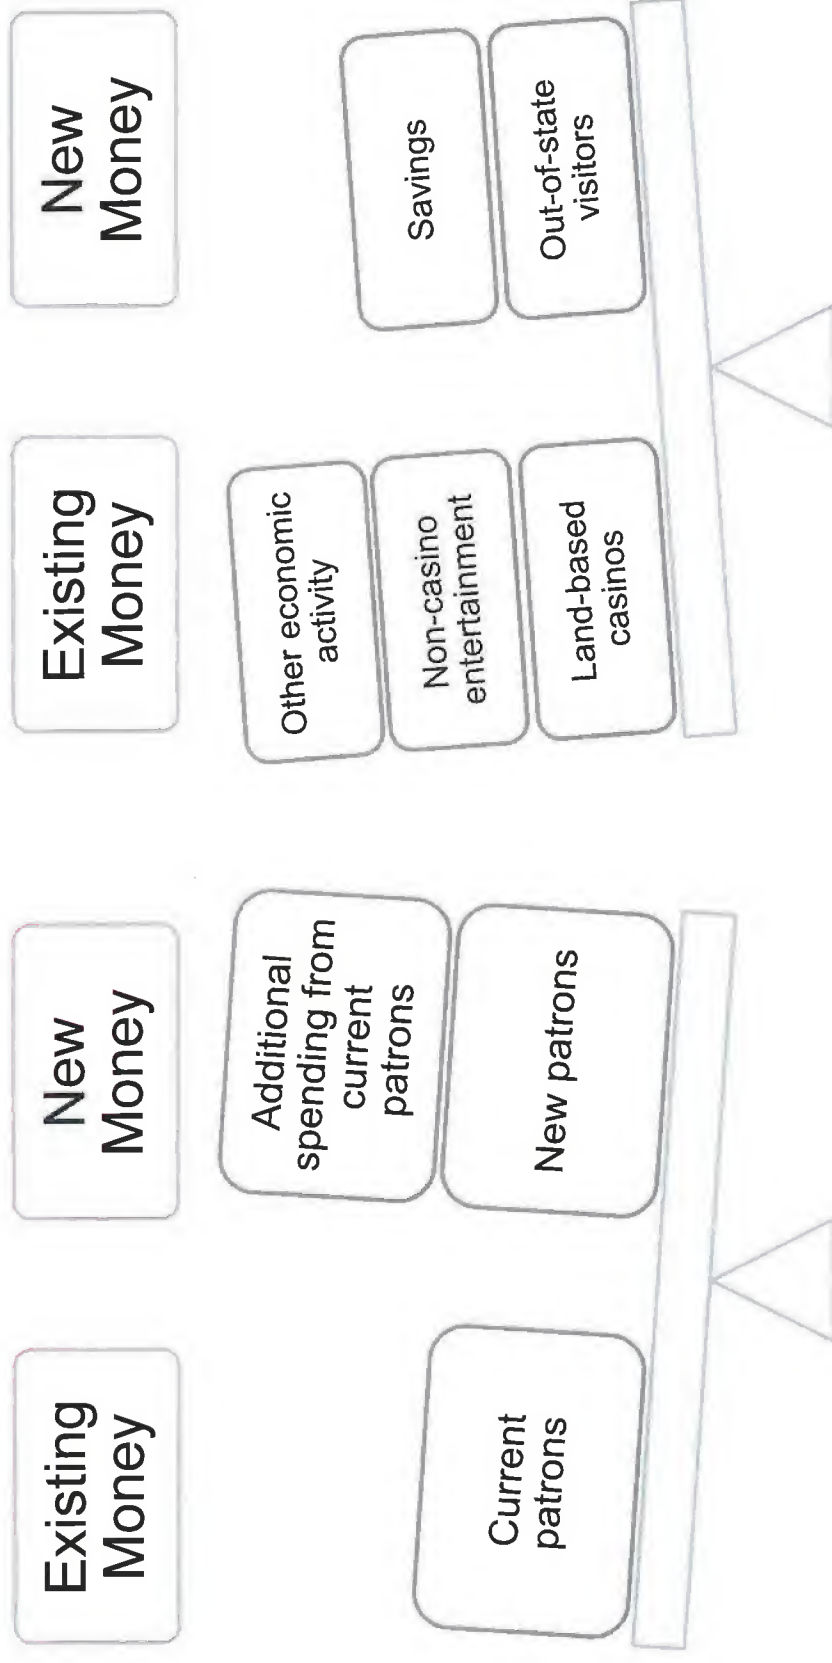 Existing
Money
New
Money
Additional
spending from
current
patrons
Current
patrons
New patrons
Existing
Money
New
Money
Other economic
activity
Non-casino
entertainment
Land-based
casinos
Savings
Out-of-state
visitors